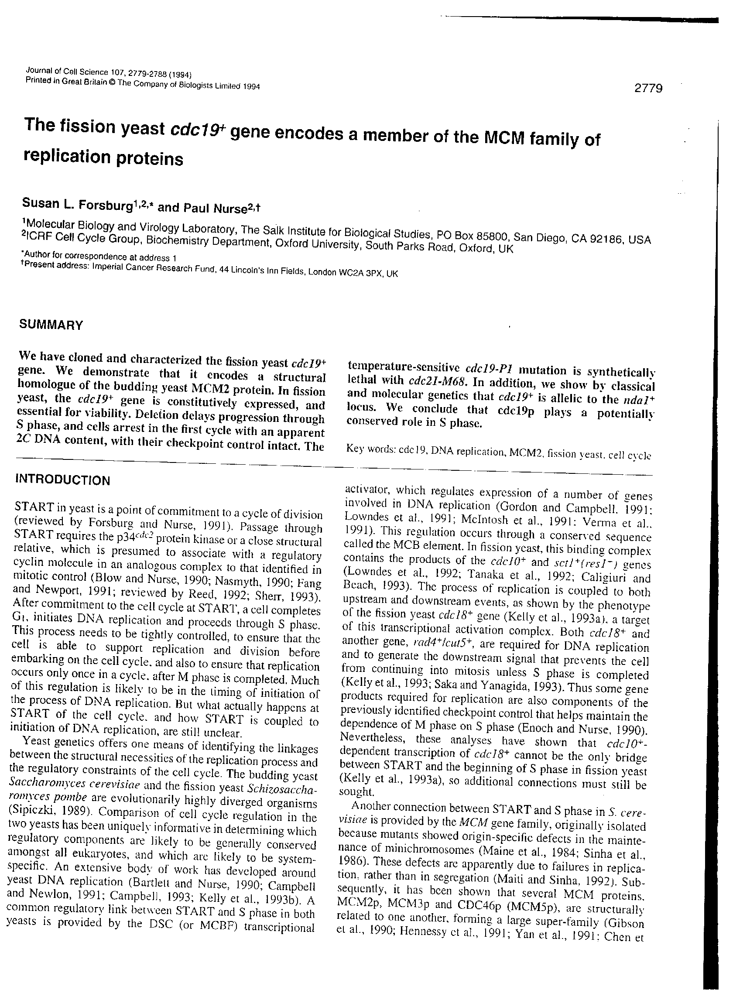 Journal of Cell Science 107, 2779-2788 (1994)
Printed in Great Britain © The Company of Biologists Limited 1994
2779
The fission yeast cdc19+ gene encodes a member of the MCM family of
replication proteins
Susan L. Forsburg1,2,* and Paul Nurse2,†
1Molecular Biology and Virology Laboratory, The Salk Institute for Biological Studies, PO Box 85800, San Diego, CA 92186, USA
2ICRF Cell Cycle Group, Biochemistry Department, Oxford University, South Parks Road, Oxford, UK
*Author for correspondence at address 1
†Present address: Imperial Cancer Research Fund, 44 Lincoln's Inn Fields, London WC2A 3PX, UK
SUMMARY
We have cloned and characterized the fission yeast cdc19+
gene. We demonstrate that it encodes a structural
homologue of the budding yeast MCM2 protein. In fission
yeast, the cdc19+ gene is constitutively expressed, and
essential for viability. Deletion delays progression through
S phase, and cells arrest in the first cycle with an apparent
2C DNA content, with their checkpoint control intact. The
temperature-sensitive cdc19-P1 mutation is synthetically
lethal with cdc21-M68. In addition, we show by classical
and molecular genetics that cdc19+ is allelic to the nda1+
locus. We conclude that cdc19p plays a potentially
conserved role in S phase.
Key words: cdc19, DNA replication, MCM2, fission yeast, cell cycle
INTRODUCTION
START in yeast is a point of commitment to a cycle of division
(reviewed by Forsburg and Nurse, 1991). Passage through
START requires the p34cdc2 protein kinase or a close structural
relative, which is presumed to associate with a regulatory
cyclin molecule in an analogous complex to that identified in
mitotic control (Blow and Nurse, 1990; Nasmyth, 1990; Fang
and Newport, 1991; reviewed by Reed, 1992; Sherr, 1993).
After commitment to the cell cycle at START, a cell completes
G1, initiates DNA replication and proceeds through S phase.
This process needs to be tightly controlled, to ensure that the
cell is able to support replication and division before
embarking on the cell cycle, and also to ensure that replication
occurs only once in a cycle, after M phase is completed. Much
of this regulation is likely to be in the timing of initiation of
the process of DNA replication. But what actually happens at
START of the cell cycle, and how START is coupled to
initiation of DNA replication, are still unclear.
Yeast genetics offers one means of identifying the linkages
between the structural necessities of the replication process and
the regulatory constraints of the cell cycle. The budding yeast
Saccharomyces cerevisiae and the fission yeast Schizosaccha-
romyces pombe are evolutionarily highly diverged organisms
(Sipiczki, 1989). Comparison of cell cycle regulation in the
two yeasts has been uniquely informative in determining which
regulatory components are likely to be generally conserved
amongst all eukaryotes, and which are likely to be system-
specific. An extensive body of work has developed around
yeast DNA replication (Bartlett and Nurse, 1990; Campbell
and Newlon, 1991; Campbell, 1993; Kelly et al., 1993b). A
common regulatory link between START and S phase in both
yeasts is provided by the DSC (or MCBF) transcriptional
activator, which regulates expression of a number of genes
involved in DNA replication (Gordon and Campbell, 1991;
Lowndes et al., 1991; McIntosh et al., 1991; Verma et al.,
1991). This regulation occurs through a conserved sequence
called the MCB element. In fission yeast, this binding complex
contains the products of the cdc10+ and sct1+(res1−) genes
(Lowndes et al., 1992; Tanaka et al., 1992; Caligiuri and
Beach, 1993). The process of replication is coupled to both
upstream and downstream events, as shown by the phenotype
of the fission yeast cdc18+ gene (Kelly et al., 1993a), a target
of this transcriptional activation complex. Both cdc18+ and
another gene, rad4+/cut5+, are required for DNA replication
and to generate the downstream signal that prevents the cell
from continuing into mitosis unless S phase is completed
(Kelly et al., 1993; Saka and Yanagida, 1993). Thus some gene
products required for replication are also components of the
previously identified checkpoint control that helps maintain the
dependence of M phase on S phase (Enoch and Nurse, 1990).
Nevertheless, these analyses have shown that cdc10+-
dependent transcription of cdc18+ cannot be the only bridge
between START and the beginning of S phase in fission yeast
(Kelly et al., 1993a), so additional connections must still be
sought.
Another connection between START and S phase in S. cere-
visiae is provided by the MCM gene family, originally isolated
because mutants showed origin-specific defects in the mainte-
nance of minichromosomes (Maine et al., 1984; Sinha et al.,
1986). These defects are apparently due to failures in replica-
tion, rather than in segregation (Maiti and Sinha, 1992). Sub-
sequently, it has been shown that several MCM proteins,
MCM2p, MCM3p and CDC46p (MCM5p), are structurally
related to one another, forming a large super-family (Gibson
et al., 1990; Hennessy et al., 1991; Yan et al., 1991; Chen et